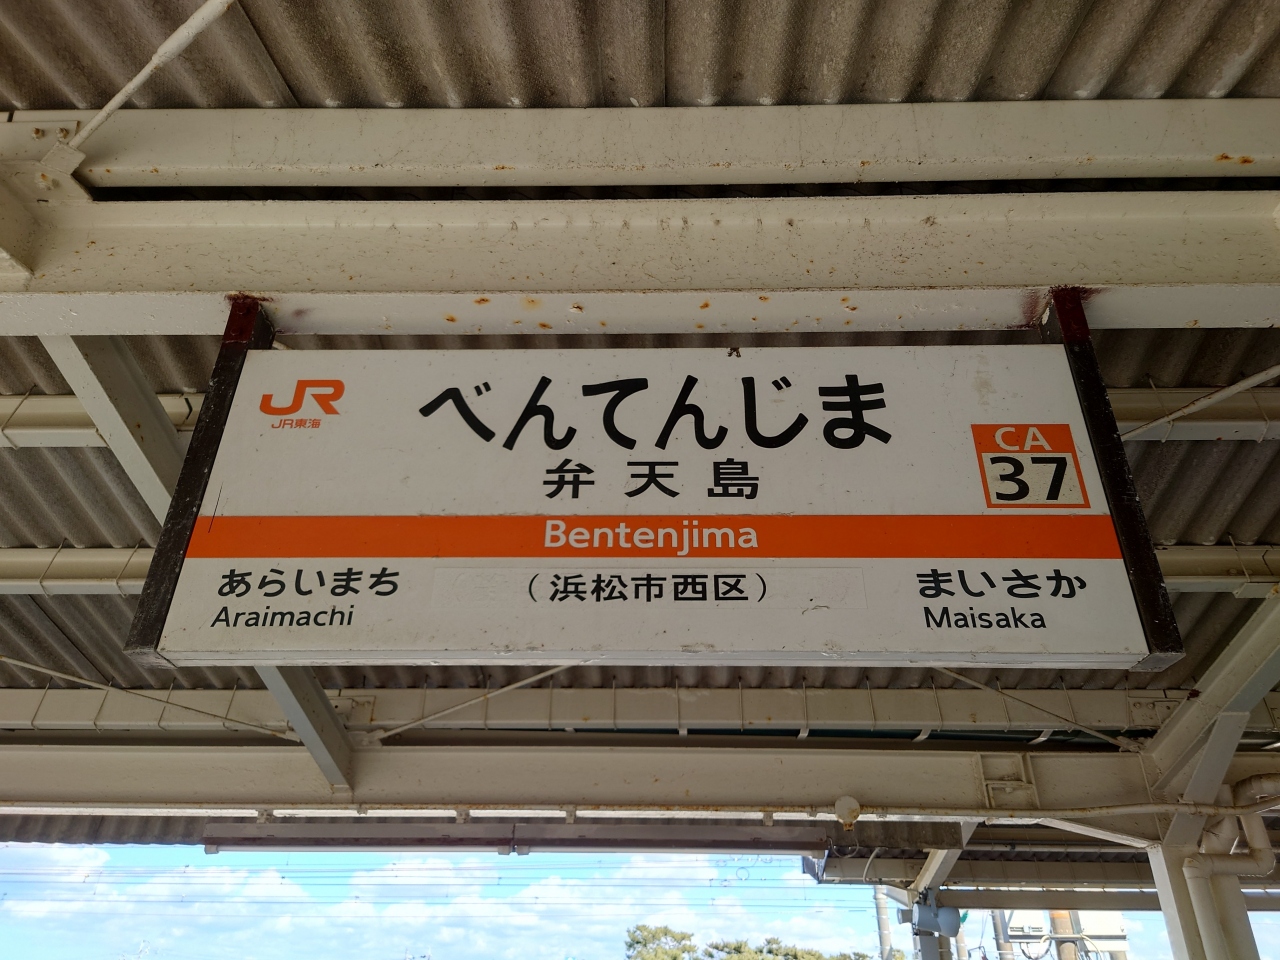 JR
JR東海
べんてんじま
弁天島
CA
37
Bentenjima
あらいまち
Araimachi
(浜松市西区)
まいさか
Maisaka